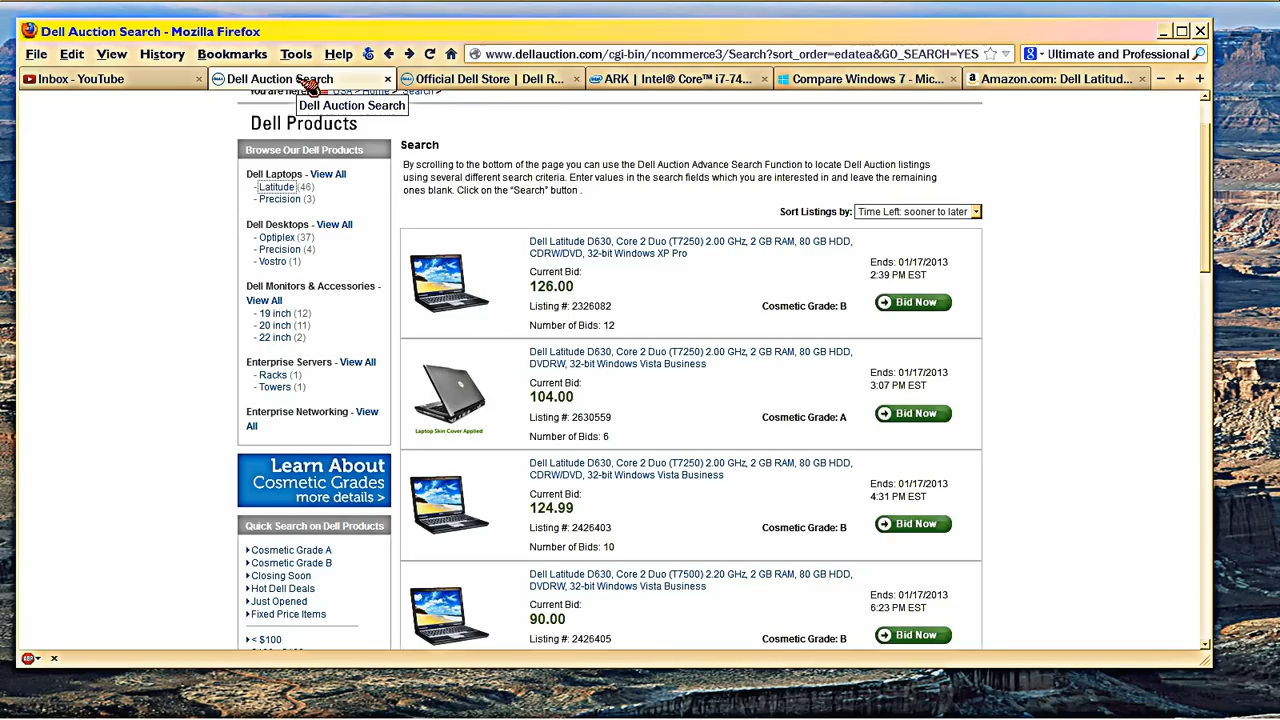 Dell Auction Search - Mozilla Firefox
File Edit View History Bookmarks Tools Help
www.dellauction.com/cgi-bin/ncommerce3/Search?sort_order=edatea&GO_SEARCH=YES
Ultimate and Professional
Inbox - YouTube
Dell Auction Search
Official Dell Store | Dell R...
ARK | Intel® Core™ i7-74...
Compare Windows 7 - Mic...
Amazon.com: Dell Latitud...
You are here: USA > Home > Search >
Dell Auction Search
Dell Products
Browse Our Dell Products
Dell Laptops - View All
- Latitude (46)
- Precision (3)
Dell Desktops - View All
- Optiplex (37)
- Precision (4)
- Vostro (1)
Dell Monitors & Accessories -
View All
- 19 inch (12)
- 20 inch (11)
- 22 inch (2)
Enterprise Servers - View All
- Racks (1)
- Towers (1)
Enterprise Networking - View
All
Learn About
Cosmetic Grades
more details >
Quick Search on Dell Products
Cosmetic Grade A
Cosmetic Grade B
Closing Soon
Hot Dell Deals
Just Opened
Fixed Price Items
< $100
Search
By scrolling to the bottom of the page you can use the Dell Auction Advance Search Function to locate Dell Auction listings
using several different search criteria. Enter values in the search fields which you are interested in and leave the remaining
ones blank. Click on the "Search" button .
Sort Listings by: Time Left: sooner to later
Dell Latitude D630, Core 2 Duo (T7250) 2.00 GHz, 2 GB RAM, 80 GB HDD,
CDRW/DVD, 32-bit Windows XP Pro
Current Bid:
126.00
Listing #: 2326082
Number of Bids: 12
Cosmetic Grade: B
Ends: 01/17/2013
2:39 PM EST
Bid Now
Laptop Skin Cover Applied
Dell Latitude D630, Core 2 Duo (T7250) 2.00 GHz, 2 GB RAM, 80 GB HDD,
DVDRW, 32-bit Windows Vista Business
Current Bid:
104.00
Listing #: 2630559
Number of Bids: 6
Cosmetic Grade: A
Ends: 01/17/2013
3:07 PM EST
Bid Now
Dell Latitude D630, Core 2 Duo (T7250) 2.00 GHz, 2 GB RAM, 80 GB HDD,
CDRW/DVD, 32-bit Windows Vista Business
Current Bid:
124.99
Listing #: 2426403
Number of Bids: 10
Cosmetic Grade: B
Ends: 01/17/2013
4:31 PM EST
Bid Now
Dell Latitude D630, Core 2 Duo (T7500) 2.20 GHz, 2 GB RAM, 80 GB HDD,
DVDRW, 32-bit Windows Vista Business
Current Bid:
90.00
Listing #: 2426405
Cosmetic Grade: B
Ends: 01/17/2013
6:23 PM EST
Bid Now
ABP